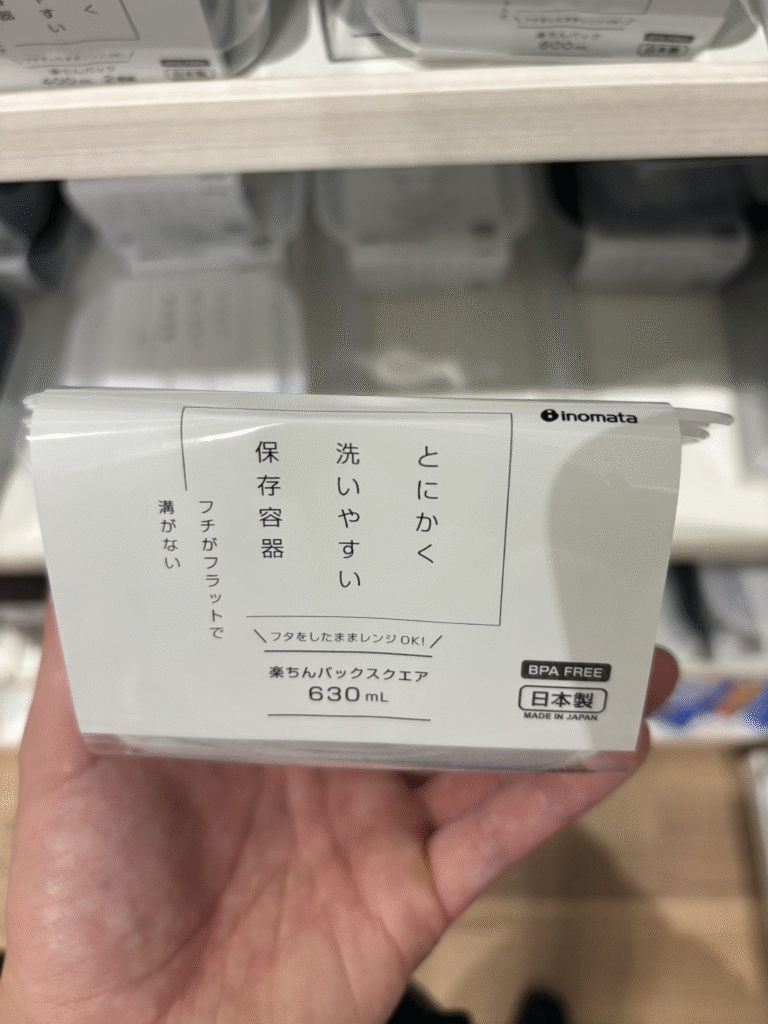 inomata
とにかく
洗いやすい
保存容器
フチがフラットで
溝がない
\フタをしたままレンジOK!/
楽ちんパックスクエア
630mL
BPA FREE
日本製
MADE IN JAPAN